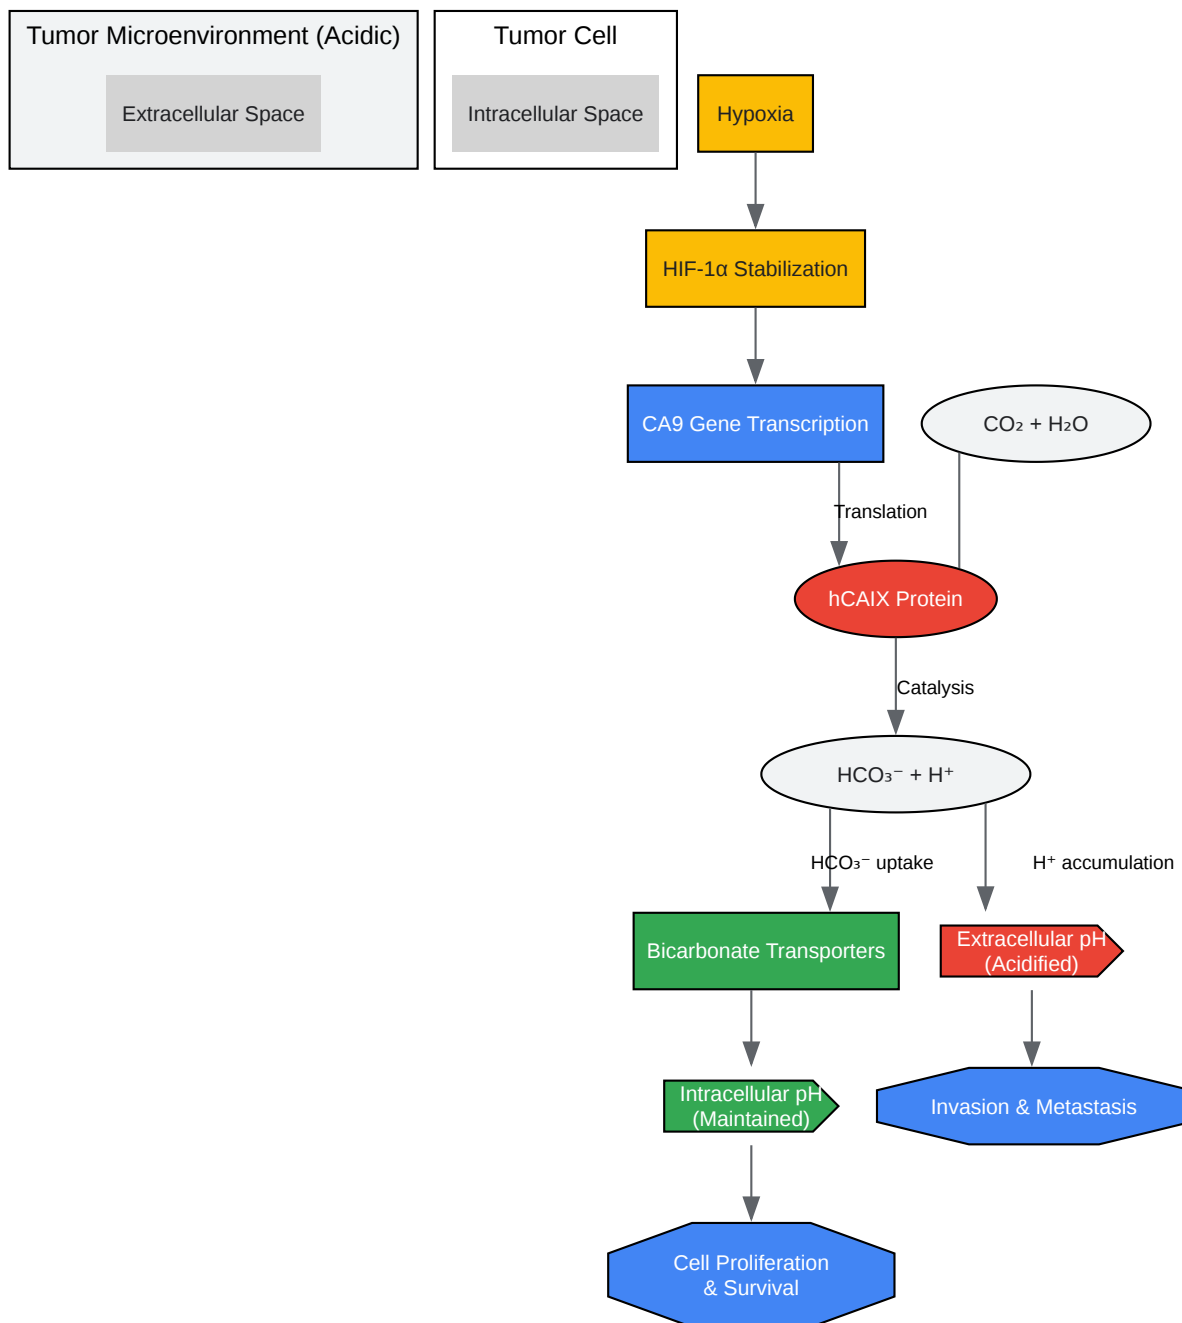 Tumor Microenvironment (Acidic)
Tumor Cell
Extracellular Space
Intracellular Space
Hypoxia
HIF-1α Stabilization
CA9 Gene Transcription
CO₂ + H₂O
Translation
hCAIX Protein
Catalysis
HCO₃⁻ + H⁺
HCO₃⁻ uptake
H⁺ accumulation
Bicarbonate Transporters
Extracellular pH
(Acidified)
Intracellular pH
(Maintained)
Invasion & Metastasis
Cell Proliferation
& Survival